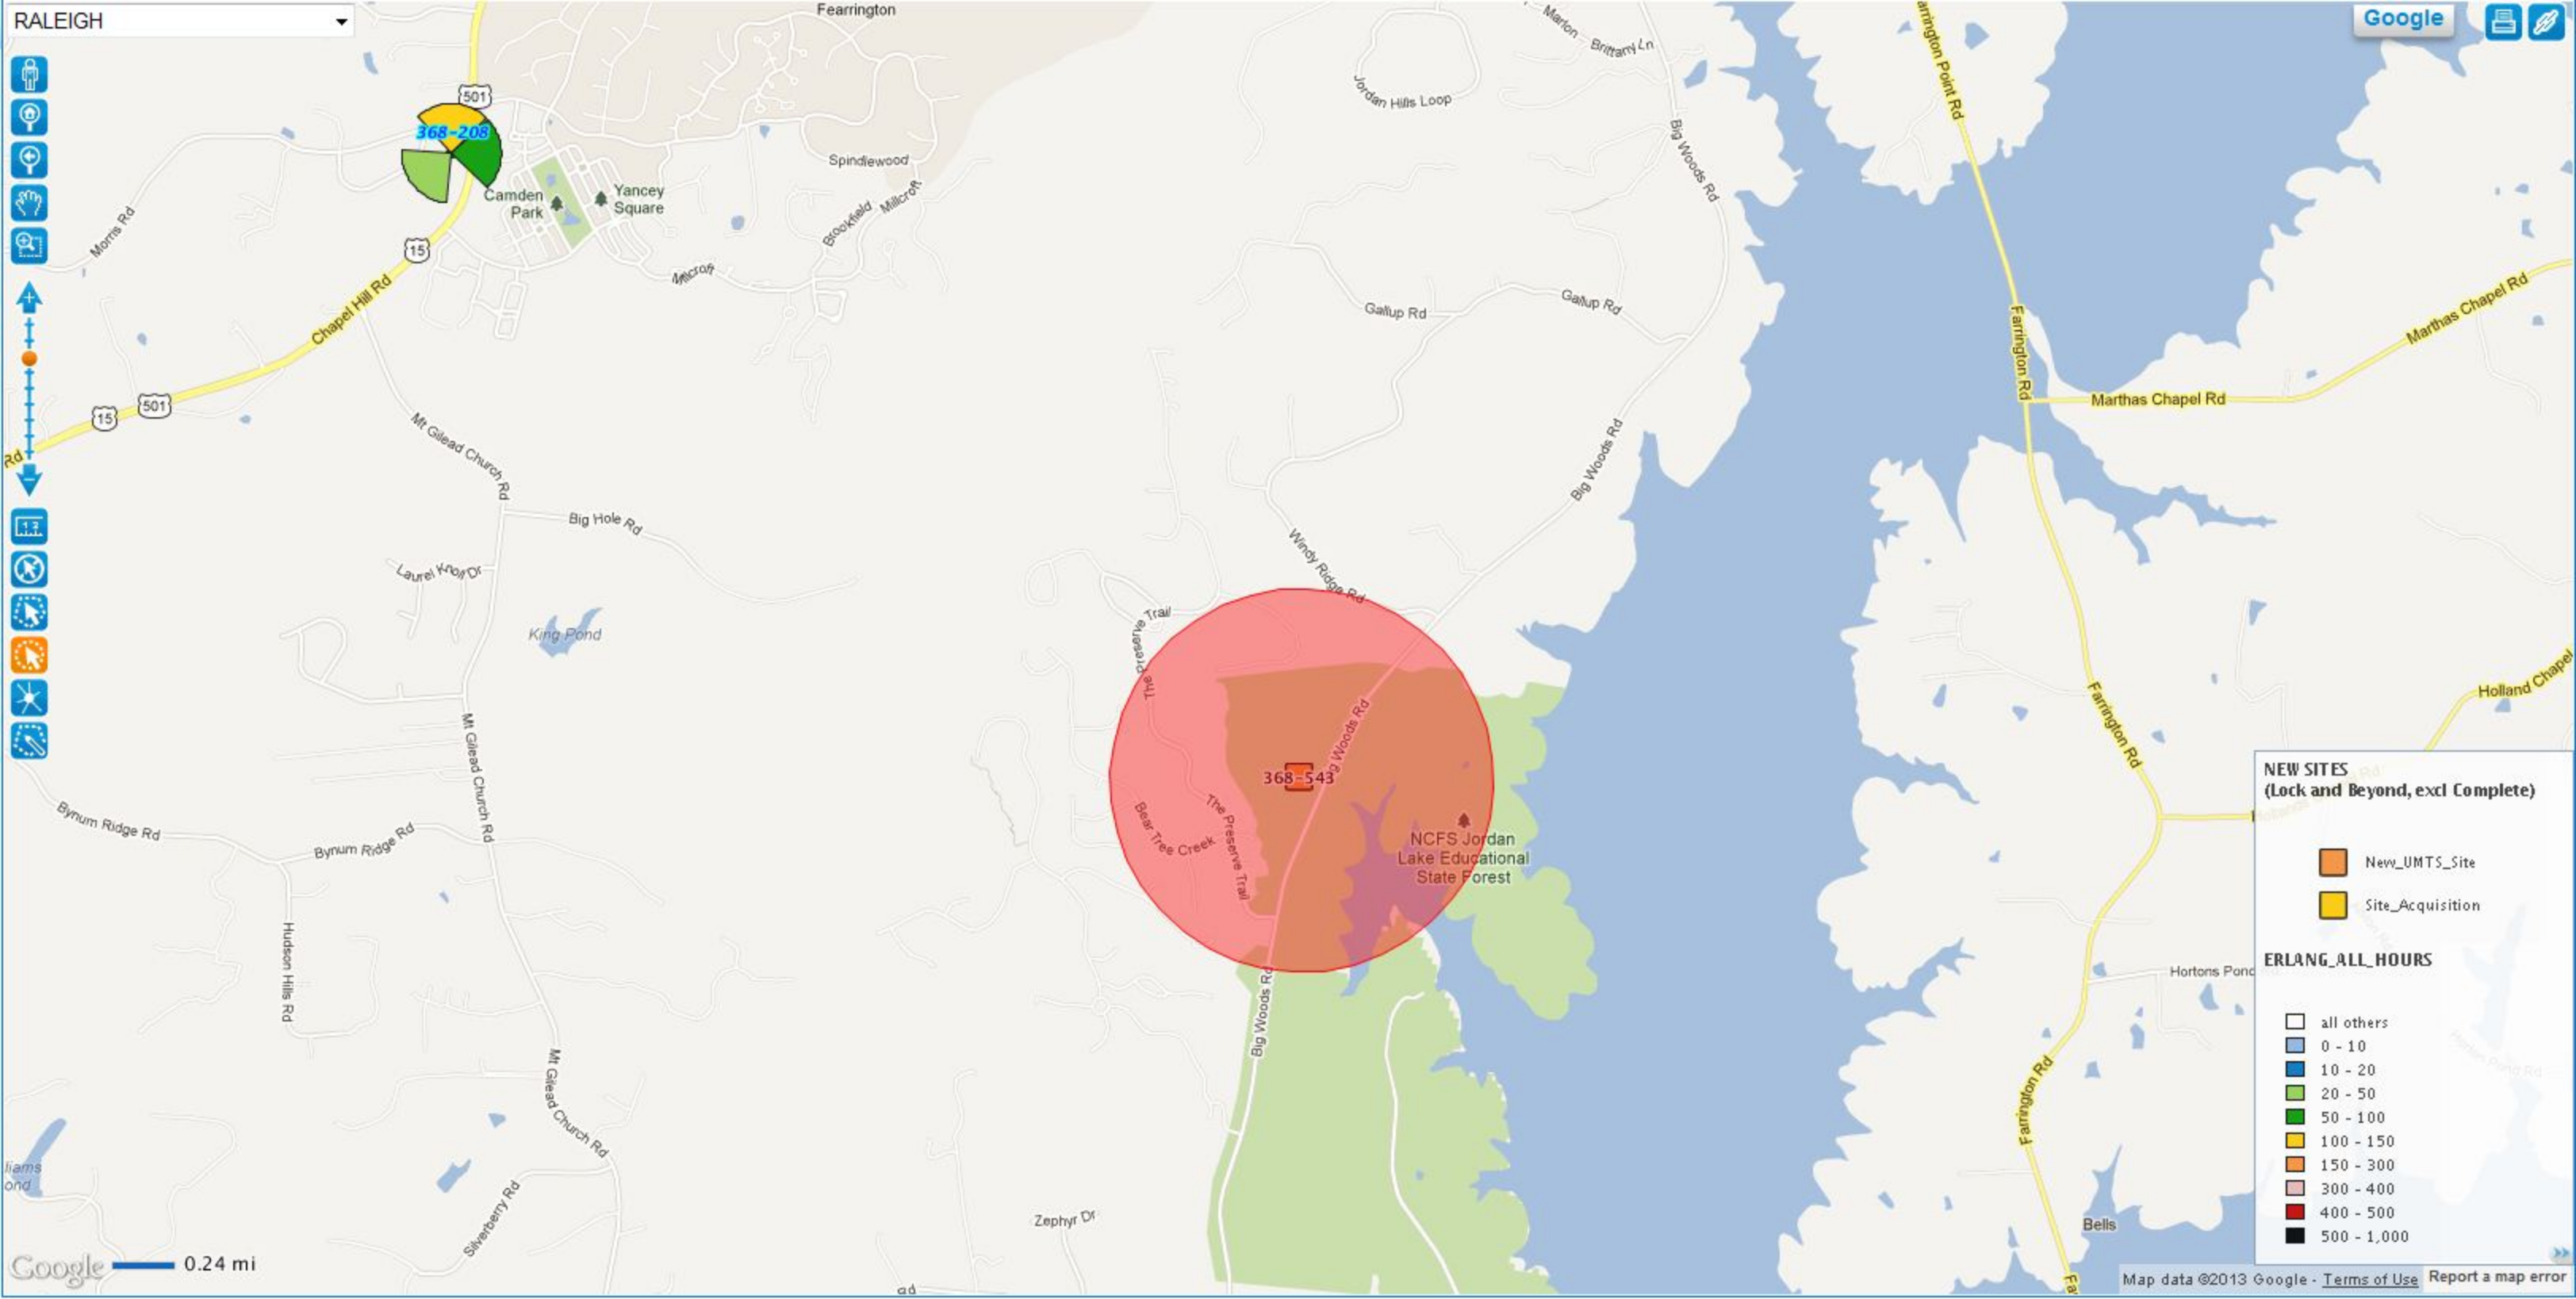 RALEIGH
Fearrington
Marlon
Brittany Ln
arrington Point Rd
Google
Jordan Hills Loop
501
368-208
Big Woods Rd
Spindlewood
Camden
Park
Yancey
Square
Millcroft
Brookfield
Morris Rd
15
Millcroft
Chapel Hill Rd
Gallup Rd
Gallup Rd
Farrington Rd
Marthas Chapel Rd
Marthas Chapel Rd
15
501
Rd
Mt Gilead Church Rd
Big Woods Rd
Big Hole Rd
Windy Ridge Rd
Laurel Knoll Dr
King Pond
The Preserve Trail
Holland Chapel
Farrington Rd
Big Woods Rd
Mt Gilead Church Rd
368-543
Bynum Ridge Rd
Bynum Ridge Rd
Bear Tree Creek
The Preserve Trail
NCFS Jordan
Lake Educational
State Forest
Hudson Hills Rd
Hortons Pond
Big Woods Rd
Mt Gilead Church Rd
Farrington Rd
liams
ond
Silverberry Rd
Zephyr Dr
Bells
Rd
Fa
NEW SITES
(Lock and Beyond, excl Complete)
New_UMTS_Site
Site_Acquisition
ERLANG_ALL_HOURS
all others
0 - 10
10 - 20
20 - 50
50 - 100
100 - 150
150 - 300
300 - 400
400 - 500
500 - 1,000
Horton Pond Rd
Google
0.24 mi
Map data ©2013 Google - Terms of Use
Report a map error